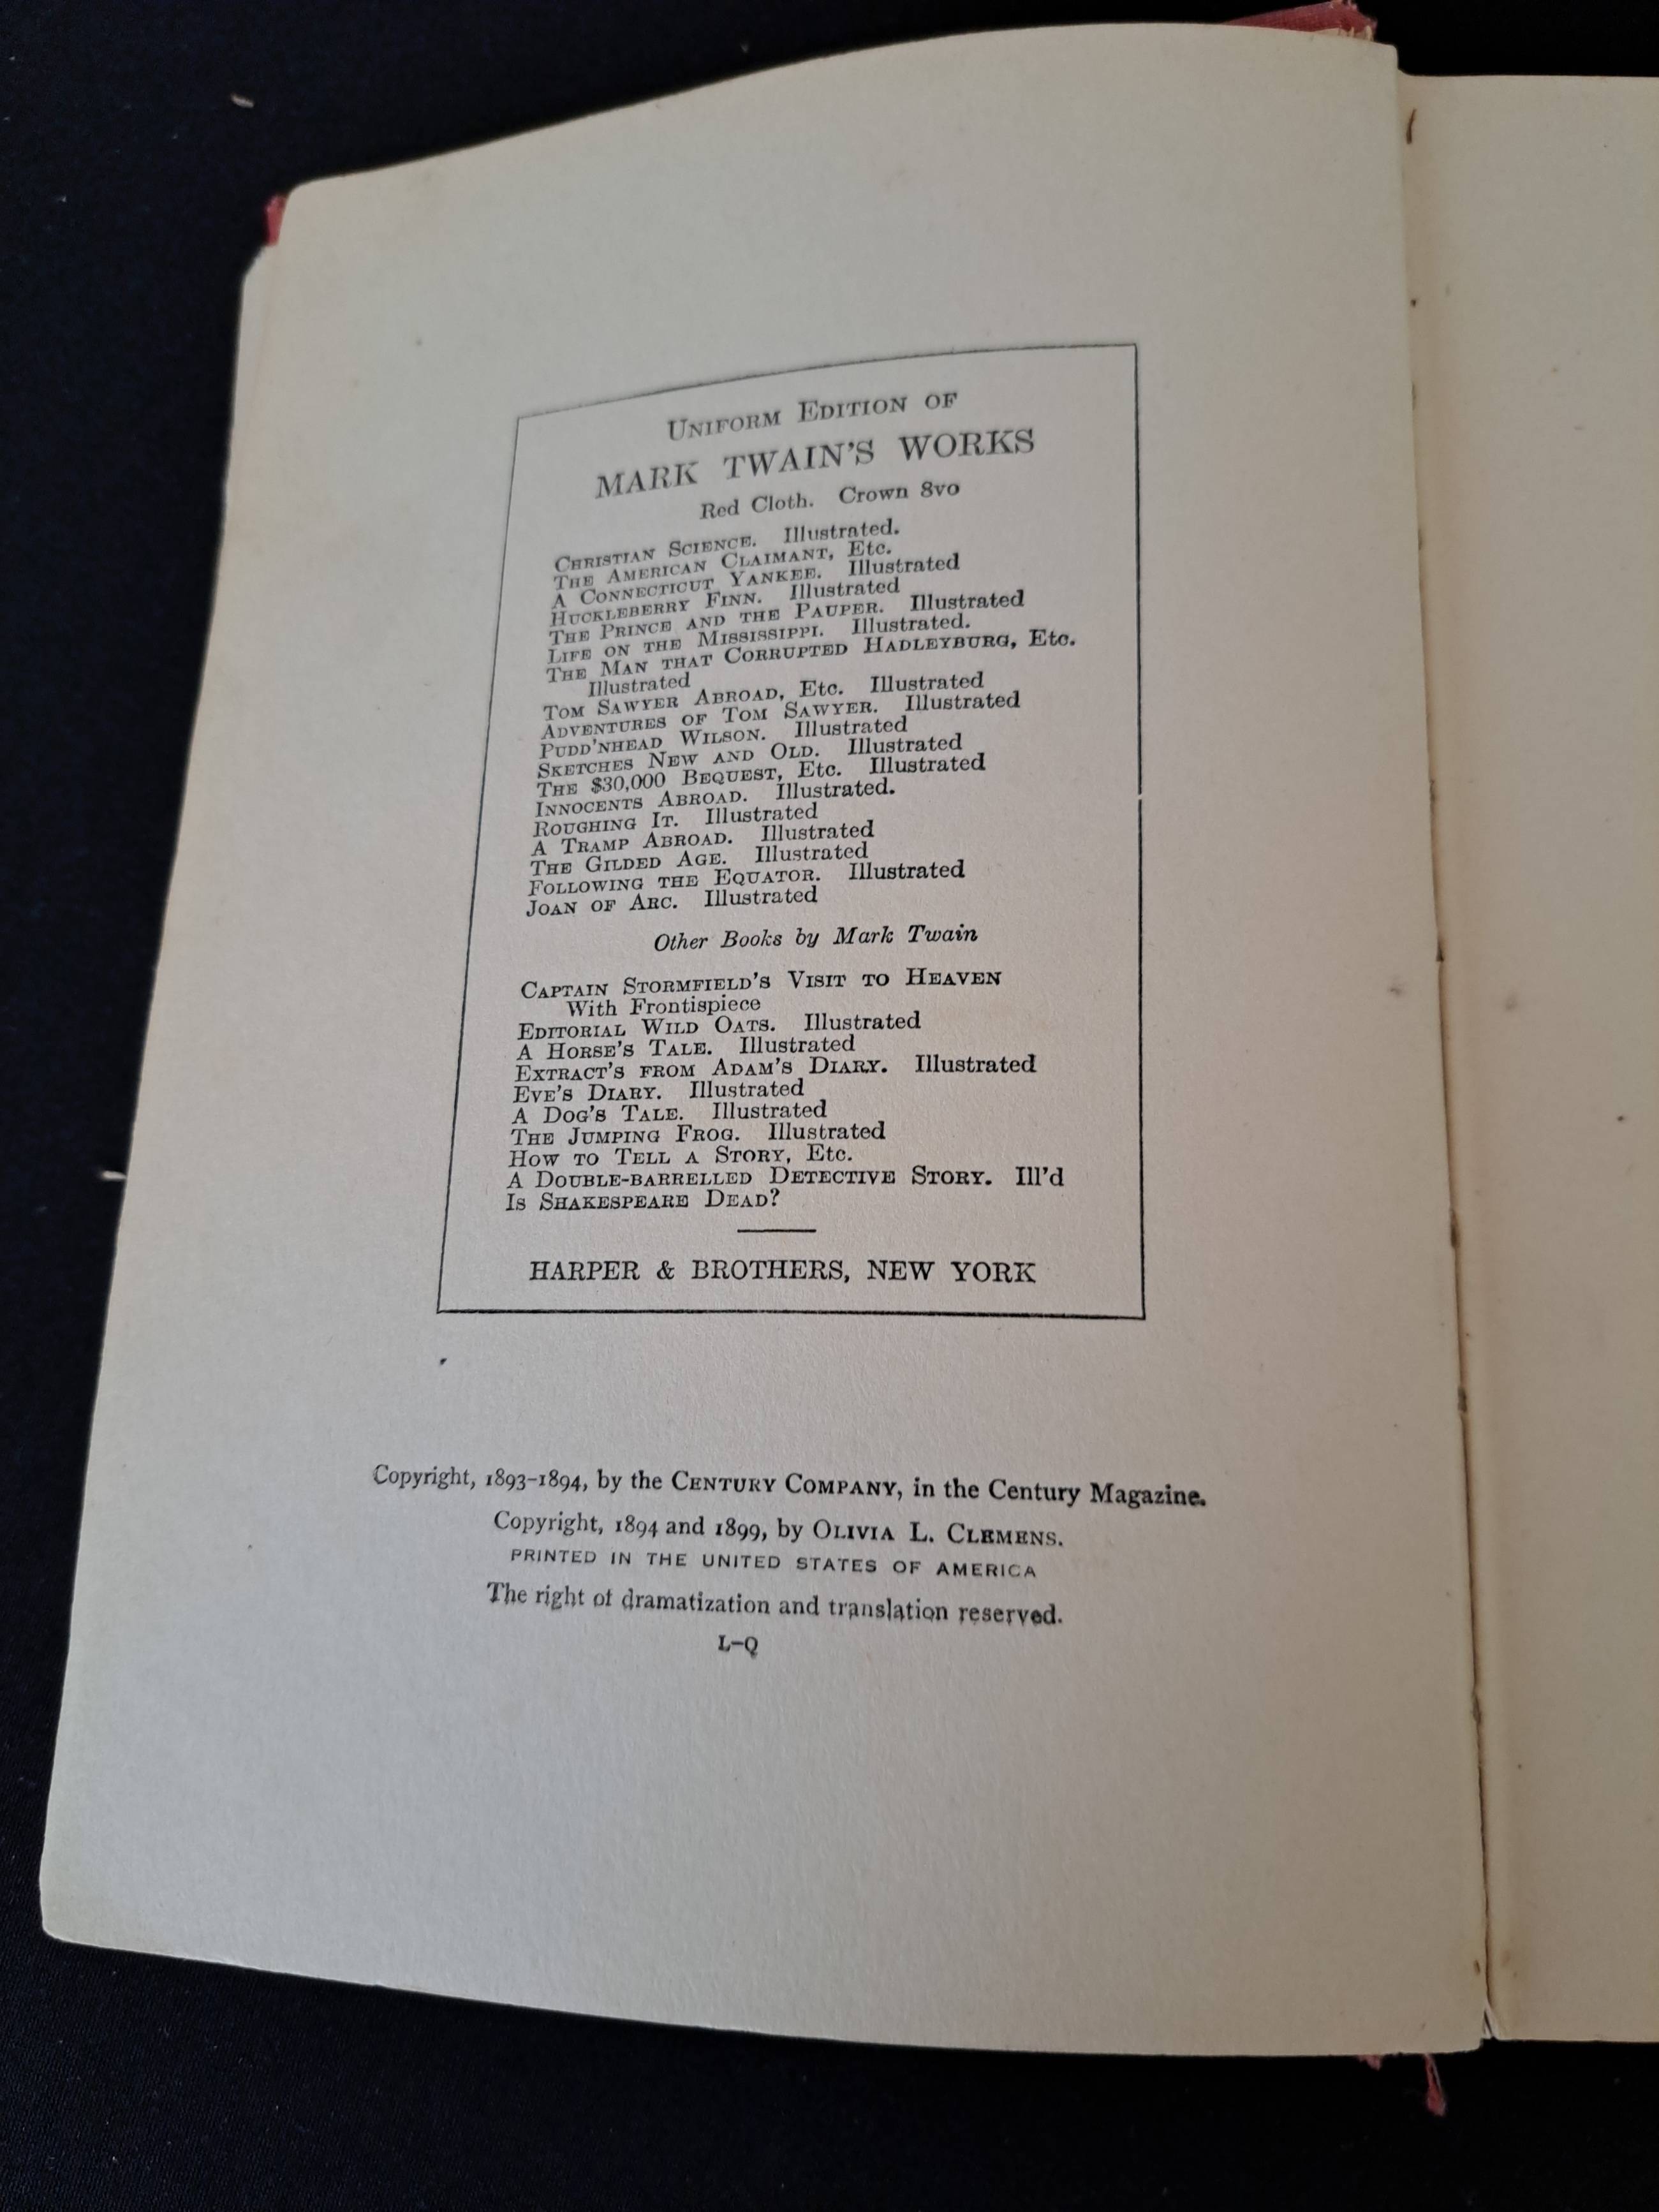 UNIFORM EDITION OF
MARK TWAIN'S WORKS
Red Cloth. Crown 8vo
CHRISTIAN SCIENCE. Illustrated.
THE AMERICAN CLAIMANT, Etc.
A CONNECTICUT YANKEE. Illustrated
HUCKLEBERRY FINN. Illustrated
THE PRINCE AND THE PAUPER. Illustrated
LIFE ON THE MISSISSIPPI. Illustrated.
THE MAN THAT CORRUPTED HADLEYBURG, Etc.
Illustrated
TOM SAWYER ABROAD, Etc. Illustrated
ADVENTURES OF TOM SAWYER. Illustrated
PUDD'NHEAD WILSON. Illustrated
SKETCHES NEW AND OLD. Illustrated
THE $30,000 BEQUEST, Etc. Illustrated
INNOCENTS ABROAD. Illustrated.
ROUGHING IT. Illustrated
A TRAMP ABROAD. Illustrated
THE GILDED AGE. Illustrated
FOLLOWING THE EQUATOR. Illustrated
JOAN OF ARC. Illustrated
Other Books by Mark Twain
CAPTAIN STORMFIELD'S VISIT TO HEAVEN
With Frontispiece
EDITORIAL WILD OATS. Illustrated
A HORSE'S TALE. Illustrated
EXTRACT'S FROM ADAM'S DIARY. Illustrated
EVE'S DIARY. Illustrated
A DOG'S TALE. Illustrated
THE JUMPING FROG. Illustrated
HOW TO TELL A STORY, Etc.
A DOUBLE-BARRELLED DETECTIVE STORY. Ill'd
IS SHAKESPEARE DEAD?
HARPER & BROTHERS, NEW YORK
Copyright, 1893-1894, by the CENTURY COMPANY, in the Century Magazine.
Copyright, 1894 and 1899, by OLIVIA L. CLEMENS.
PRINTED IN THE UNITED STATES OF AMERICA
The right of dramatization and translation reserved.
L-Q